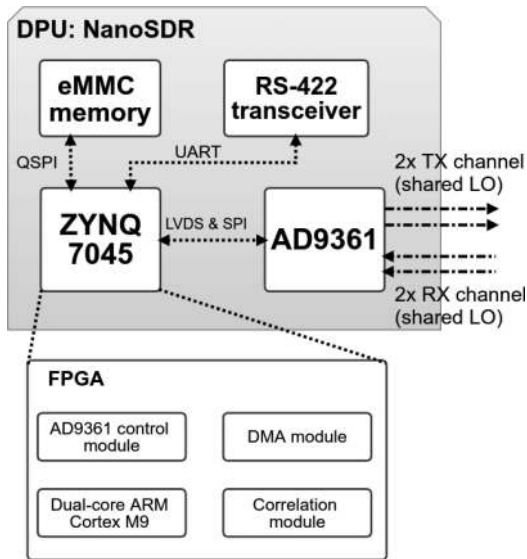 DPU: NanoSDR
eMMC
memory
RS-422
transceiver
QSPI
UART
2x TX channel
(shared LO)
ZYNQ
7045
LVDS & SPI
AD9361
2x RX channel
(shared LO)
FPGA
AD9361 control
module
DMA module
Dual-core ARM
Cortex M9
Correlation
module